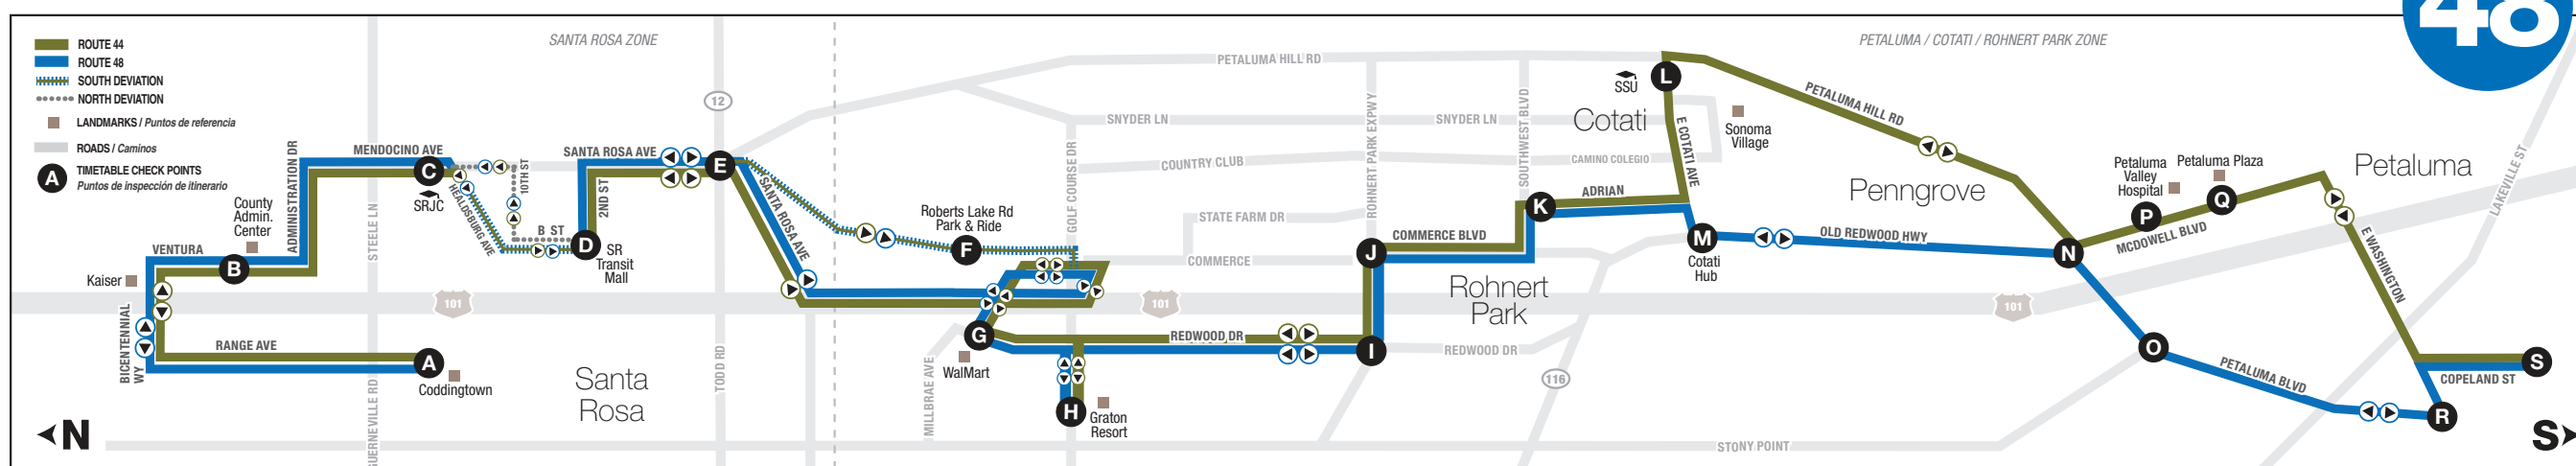 48
ROUTE 44
ROUTE 48
SOUTH DEVIATION
NORTH DEVIATION
LANDMARKS / Puntos de referencia
ROADS / Caminos
A
TIMETABLE CHECK POINTS
Puntos de inspección de itinerario
SANTA ROSA ZONE
PETALUMA / COTATI / ROHNERT PARK ZONE
12
PETALUMA HILL RD
SSU
L
Cotati
PETALUMA HILL RD
SNYDER LN
SNYDER LN
Sonoma
Village
COUNTRY CLUB
CAMINO COLEGIO
ROHNERT PARK EXPWY
SOUTHWEST BLVD
E COTATI AVE
GOLF COURSE DR
ADMINISTRATION DR
MENDOCINO AVE
C
SRJC
10TH ST
HEALDSBURG AVE
B ST
2ND ST
SANTA ROSA AVE
E
D
SR
Transit
Mall
STEELE LN
County
Admin.
Center
VENTURA
B
Kaiser
SANTA ROSA AVE
Roberts Lake Rd
Park & Ride
F
STATE FARM DR
COMMERCE
ADRIAN
K
COMMERCE BLVD
J
Penngrove
Petaluma
Valley
Hospital
Petaluma Plaza
P
Q
Petaluma
LAKEVILLE ST
M
Cotati
Hub
OLD REDWOOD HWY
N
MCDOWELL BLVD
E WASHINGTON
101
101
101
Rohnert
Park
BICENTENNIAL
WY
RANGE AVE
A
Coddingtown
GUERNEVILLE RD
Santa
Rosa
TODD RD
MILLBRAE AVE
G
WalMart
REDWOOD DR
I
REDWOOD DR
H
Graton
Resort
116
O
PETALUMA BLVD
S
COPELAND ST
R
STONY POINT
N
S